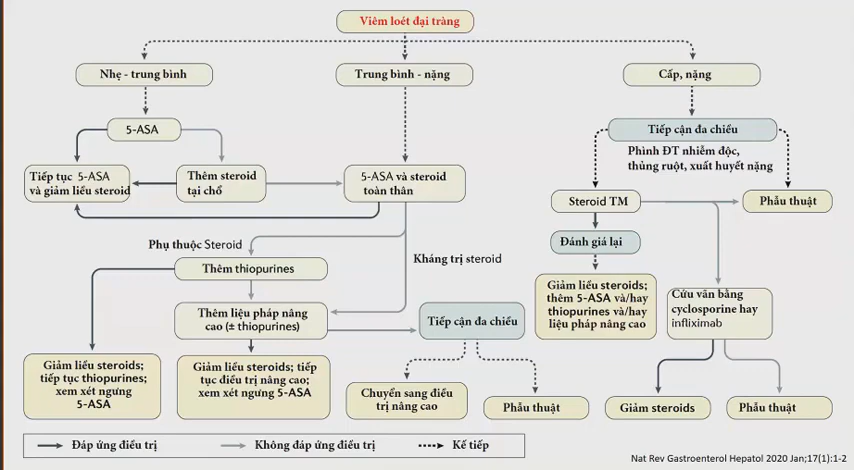 Viêm loét đại tràng
Nhẹ - trung bình
Trung bình - nặng
Cấp, nặng
5-ASA
Tiếp cận đa chiều
Phình ĐT nhiễm độc,
thủng ruột, xuất huyết nặng
Tiếp tục 5-ASA
và giảm liều steroid
Thêm steroid
tại chổ
5-ASA và steroid
toàn thân
Steroid TM
Phẫu thuật
Phụ thuộc Steroid
Kháng trị steroid
Đánh giá lại
Thêm thiopurines
Giảm liều steroids;
thêm 5-ASA và/hay
thiopurines và/hay
liệu pháp nâng cao
Cứu vãn bằng
cyclosporine hay
infliximab
Thêm liệu pháp nâng
cao (± thiopurines)
Tiếp cận đa chiều
Giảm liều steroids;
tiếp tục thiopurines;
xem xét ngưng
5-ASA
Giảm liều steroids; tiếp
tục điều trị nâng cao;
xem xét ngưng 5-ASA
Chuyển sang điều
trị nâng cao
Phẫu thuật
Giảm steroids
Phẫu thuật
Đáp ứng điều trị
Không đáp ứng điều trị
Kế tiếp
Nat Rev Gastroenterol Hepatol 2020 Jan;17(1):1-2